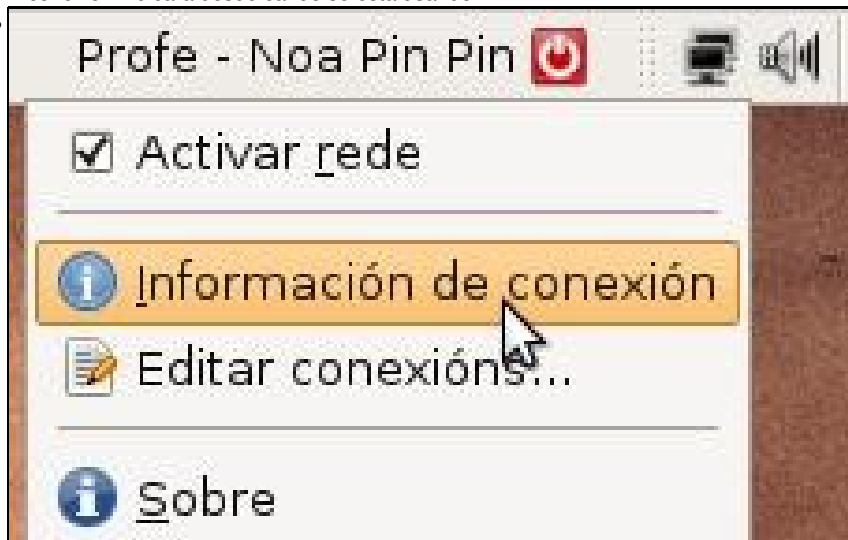 Profe - Noa Pin Pin
Activar rede
Información de conexión
Editar conexións...
Sobre